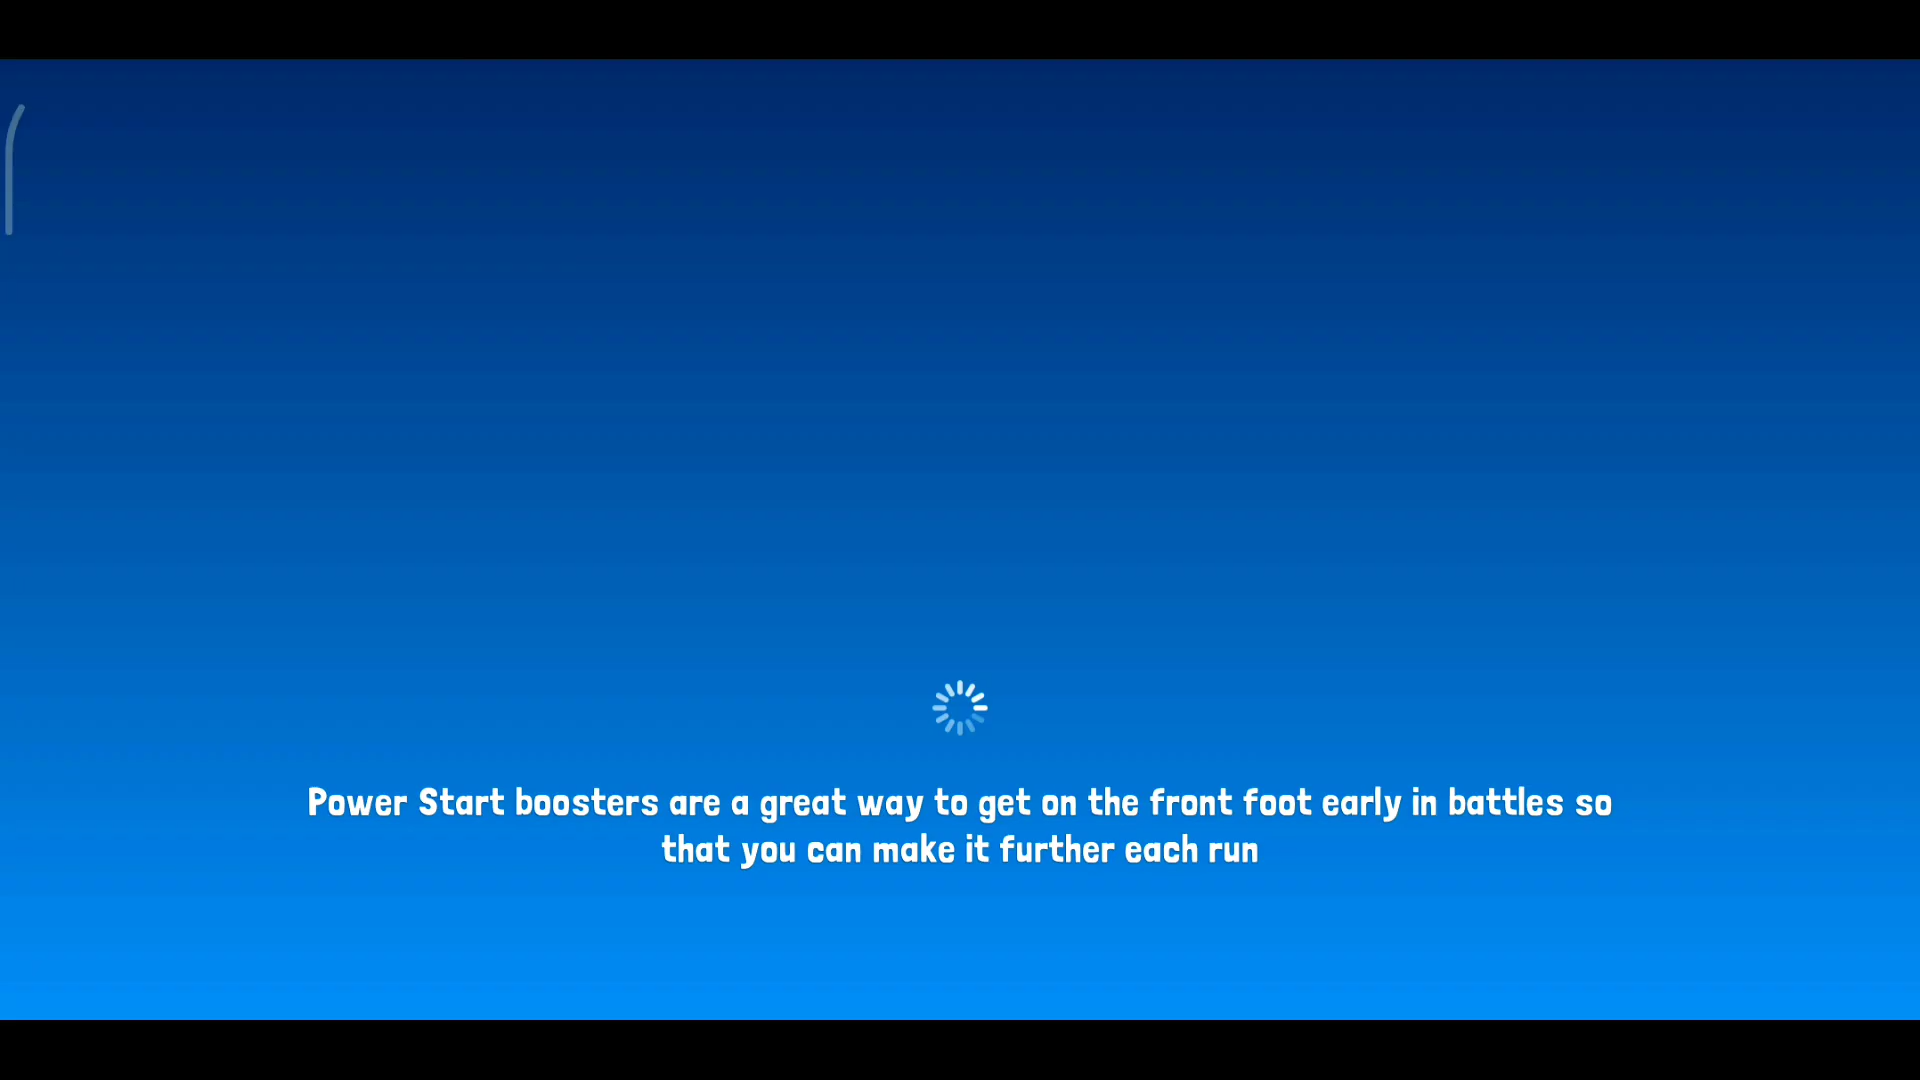 Power Start boosters are a great way to get on the front foot early in battles so
that you can make it further each run